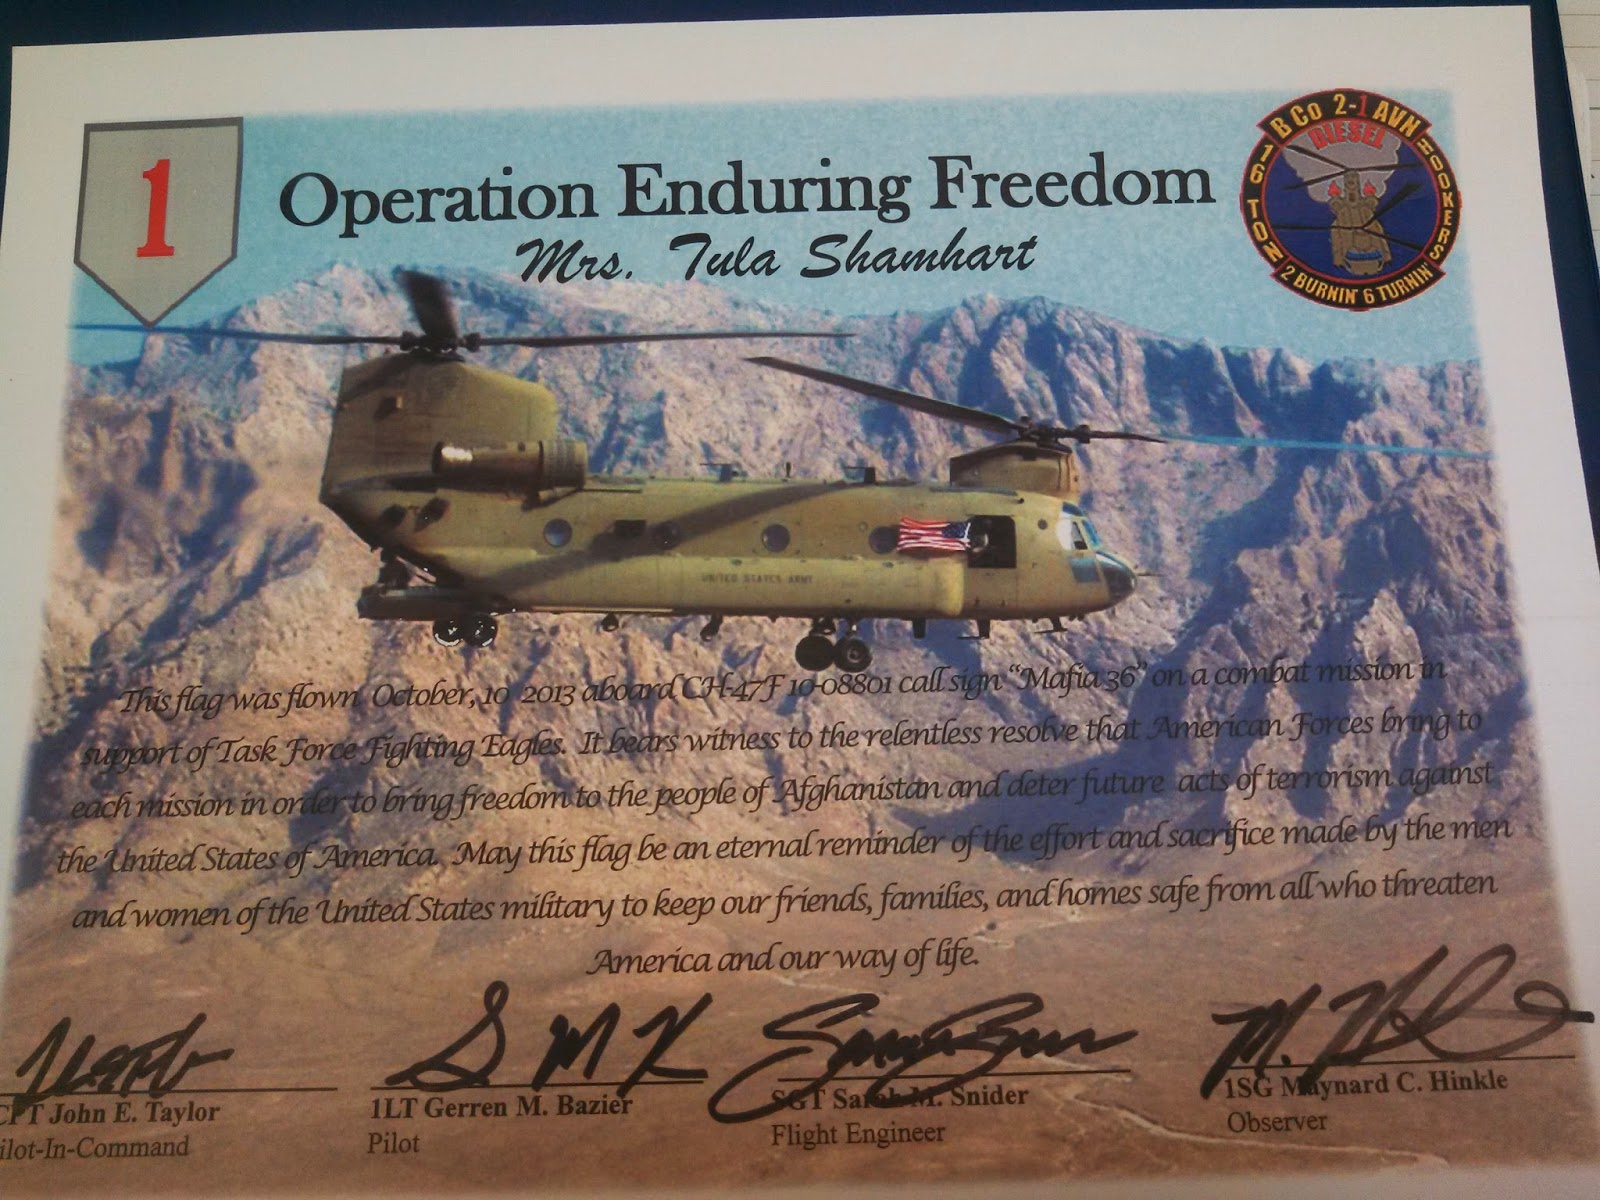 1
B CO 2-1 AVN
DIESEL
16 TONZ
HOOKERS
2 BURNIN' 6 TURNIN'
Operation Enduring Freedom
Mrs. Tula Shamhart
UNITED STATES ARMY
This flag was flown October, 10 2013 aboard CH-47F 10-08801 call sign "Mafia 36" on a combat mission in
support of Task Force Fighting Eagles. It bears witness to the relentless resolve that American Forces bring to
each mission in order to bring freedom to the people of Afghanistan and deter future acts of terrorism against
the United States of America. May this flag be an eternal reminder of the effort and sacrifice made by the men
and women of the United States military to keep our friends, families, and homes safe from all who threaten
America and our way of life.
CPT John E. Taylor
ilot-In-Command
1LT Gerren M. Bazier
Pilot
SGT Sarah M. Snider
Flight Engineer
1SG Maynard C. Hinkle
Observer